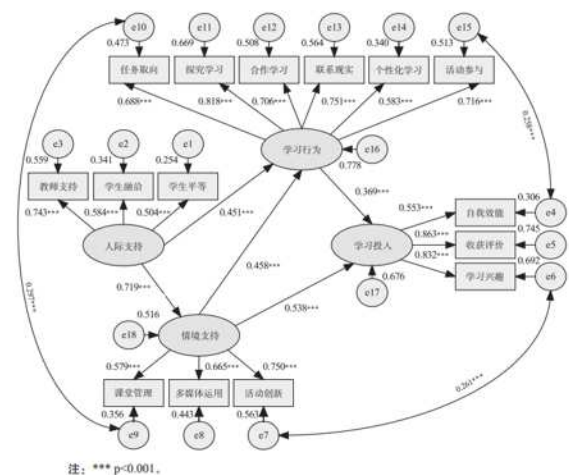 e10 e11 e12 e13 e14 e15
0.473 0.669 0.508 0.564 0.340 0.513
任务取向 探究学习 合作学习 联系现实 个性化学习 活动参与
0.688*** 0.818*** 0.706*** 0.751*** 0.583*** 0.716***
e3 e2 e1
0.559 0.341 0.254
教师支持 学生融洽 学生平等
0.743*** 0.584*** 0.504***
学习行为
e16
0.778
0.258***
0.451***
0.369***
人际支持
0.553***
自我效能
0.306
e4
学习投入
0.863***
收获评价
0.745
e5
0.458***
0.832***
学习兴趣
0.692
e6
0.719***
0.676
e17
0.297***
0.516
e18
情境支持
0.538***
0.579*** 0.665*** 0.750***
课堂管理 多媒体运用 活动创新
0.261***
0.356 0.443 0.563
e9 e8 e7
注：*** p<0.001。